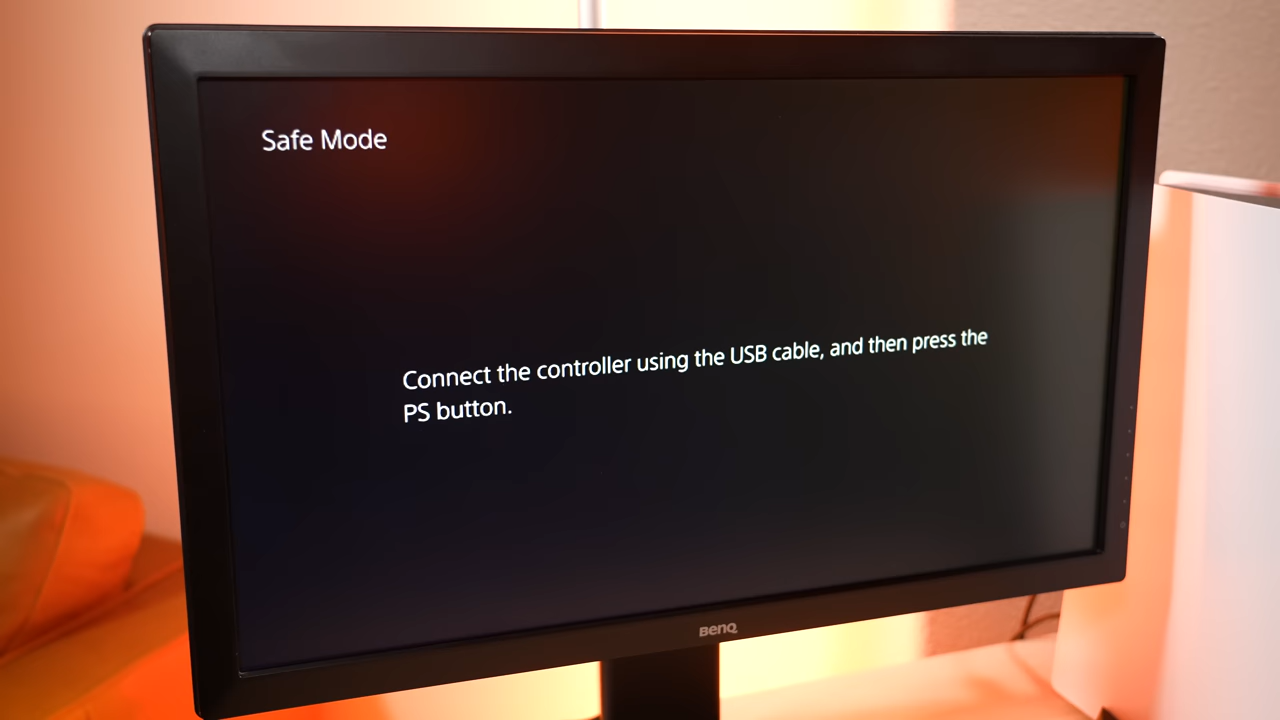 Safe Mode
Connect the controller using the USB cable, and then press the
PS button.
BenQ